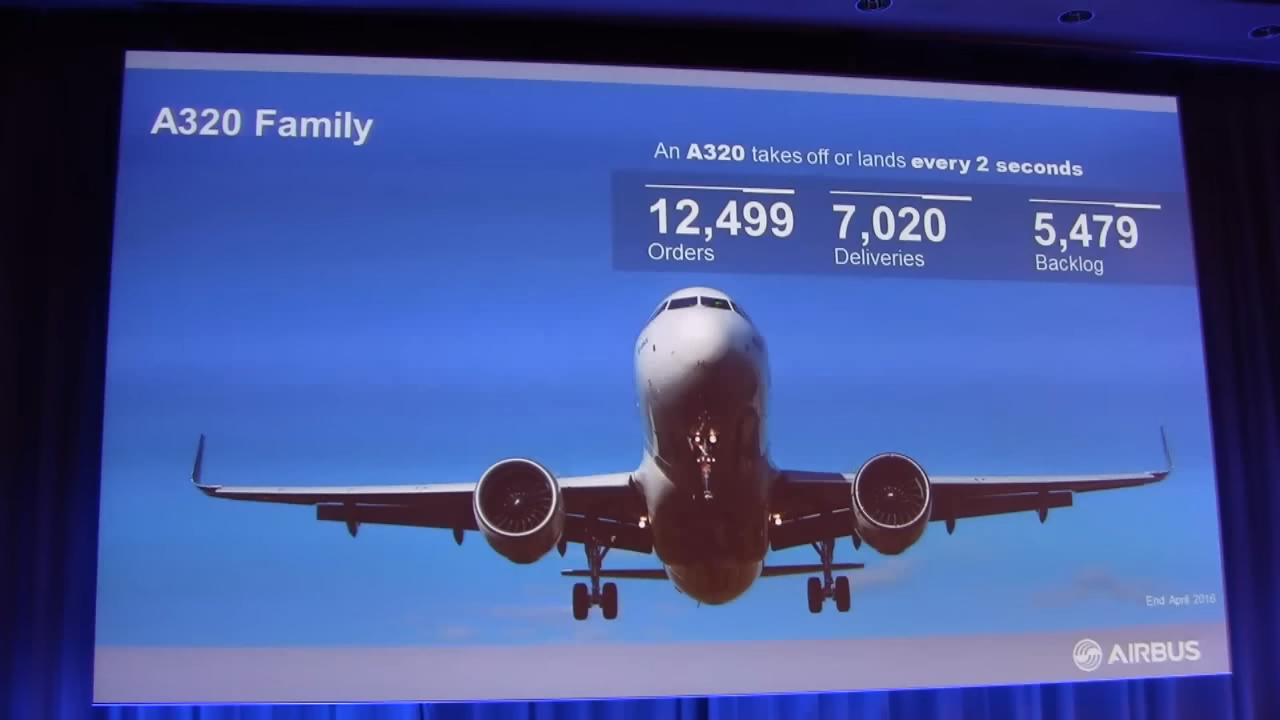 A320 Family
An A320 takes off or lands every 2 seconds
12,499
Orders
7,020
Deliveries
5,479
Backlog
End April 2016
AIRBUS